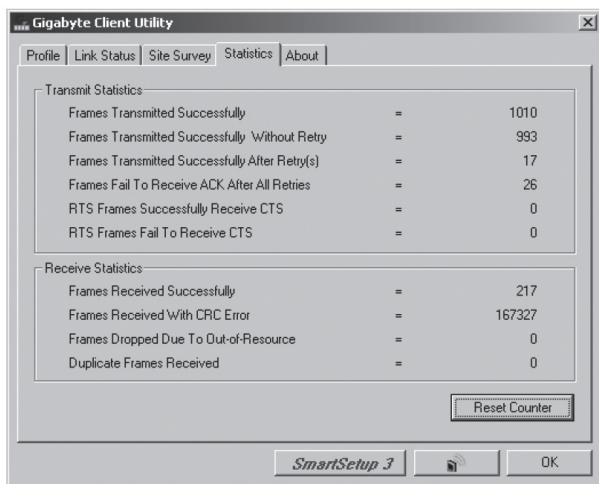 Gigabyte Client Utility
Profile Link Status Site Survey Statistics About
Transmit Statistics
Frames Transmitted Successfully = 1010
Frames Transmitted Successfully Without Retry = 993
Frames Transmitted Successfully After Retry(s) = 17
Frames Fail To Receive ACK After All Retries = 26
RTS Frames Successfully Receive CTS = 0
RTS Frames Fail To Receive CTS = 0
Receive Statistics
Frames Received Successfully = 217
Frames Received With CRC Error = 167327
Frames Dropped Due To Out-of-Resource = 0
Duplicate Frames Received = 0
Reset Counter
SmartSetup 3 OK